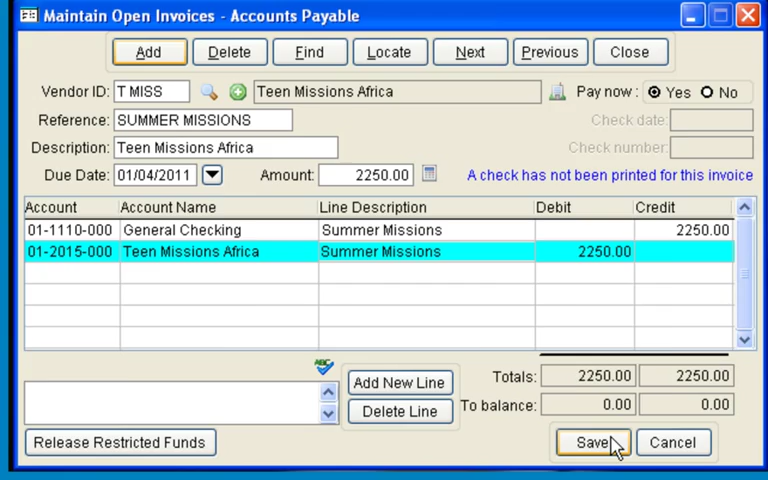 Maintain Open Invoices - Accounts Payable
Add Delete Find Locate Next Previous Close
Vendor ID: T MISS Teen Missions Africa Pay now : Yes No
Reference: SUMMER MISSIONS Check date:
Description: Teen Missions Africa Check number:
Due Date: 01/04/2011 Amount: 2250.00 A check has not been printed for this invoice
Account Account Name Line Description Debit Credit
01-1110-000 General Checking Summer Missions 2250.00
01-2015-000 Teen Missions Africa Summer Missions 2250.00
ABC
Add New Line Totals: 2250.00 2250.00
Delete Line To balance: 0.00 0.00
Release Restricted Funds Save Cancel